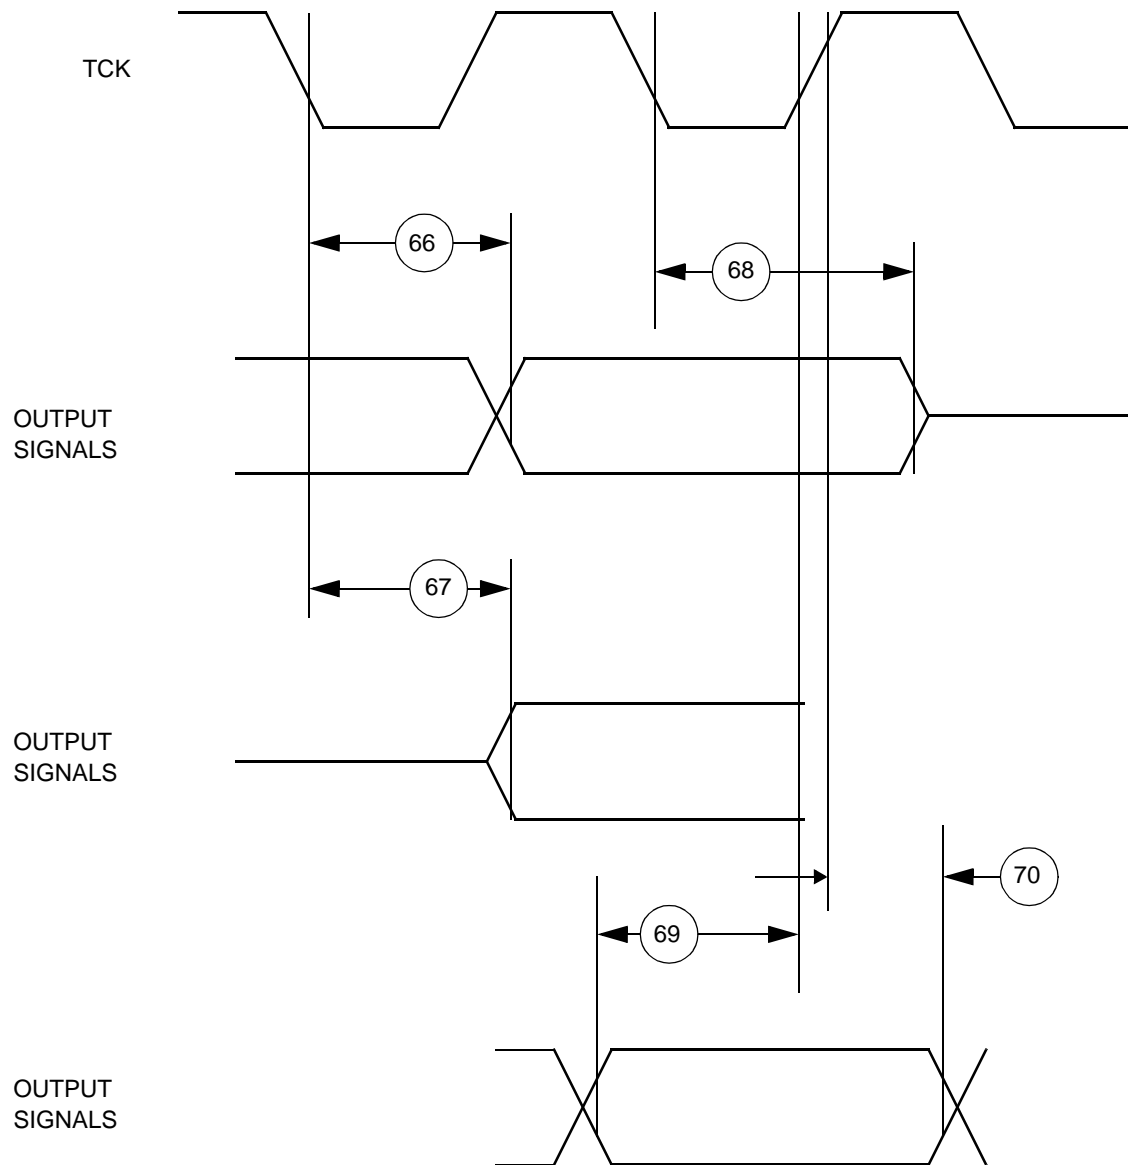 TCK
66
68
OUTPUT
SIGNALS
67
OUTPUT
SIGNALS
70
69
OUTPUT
SIGNALS